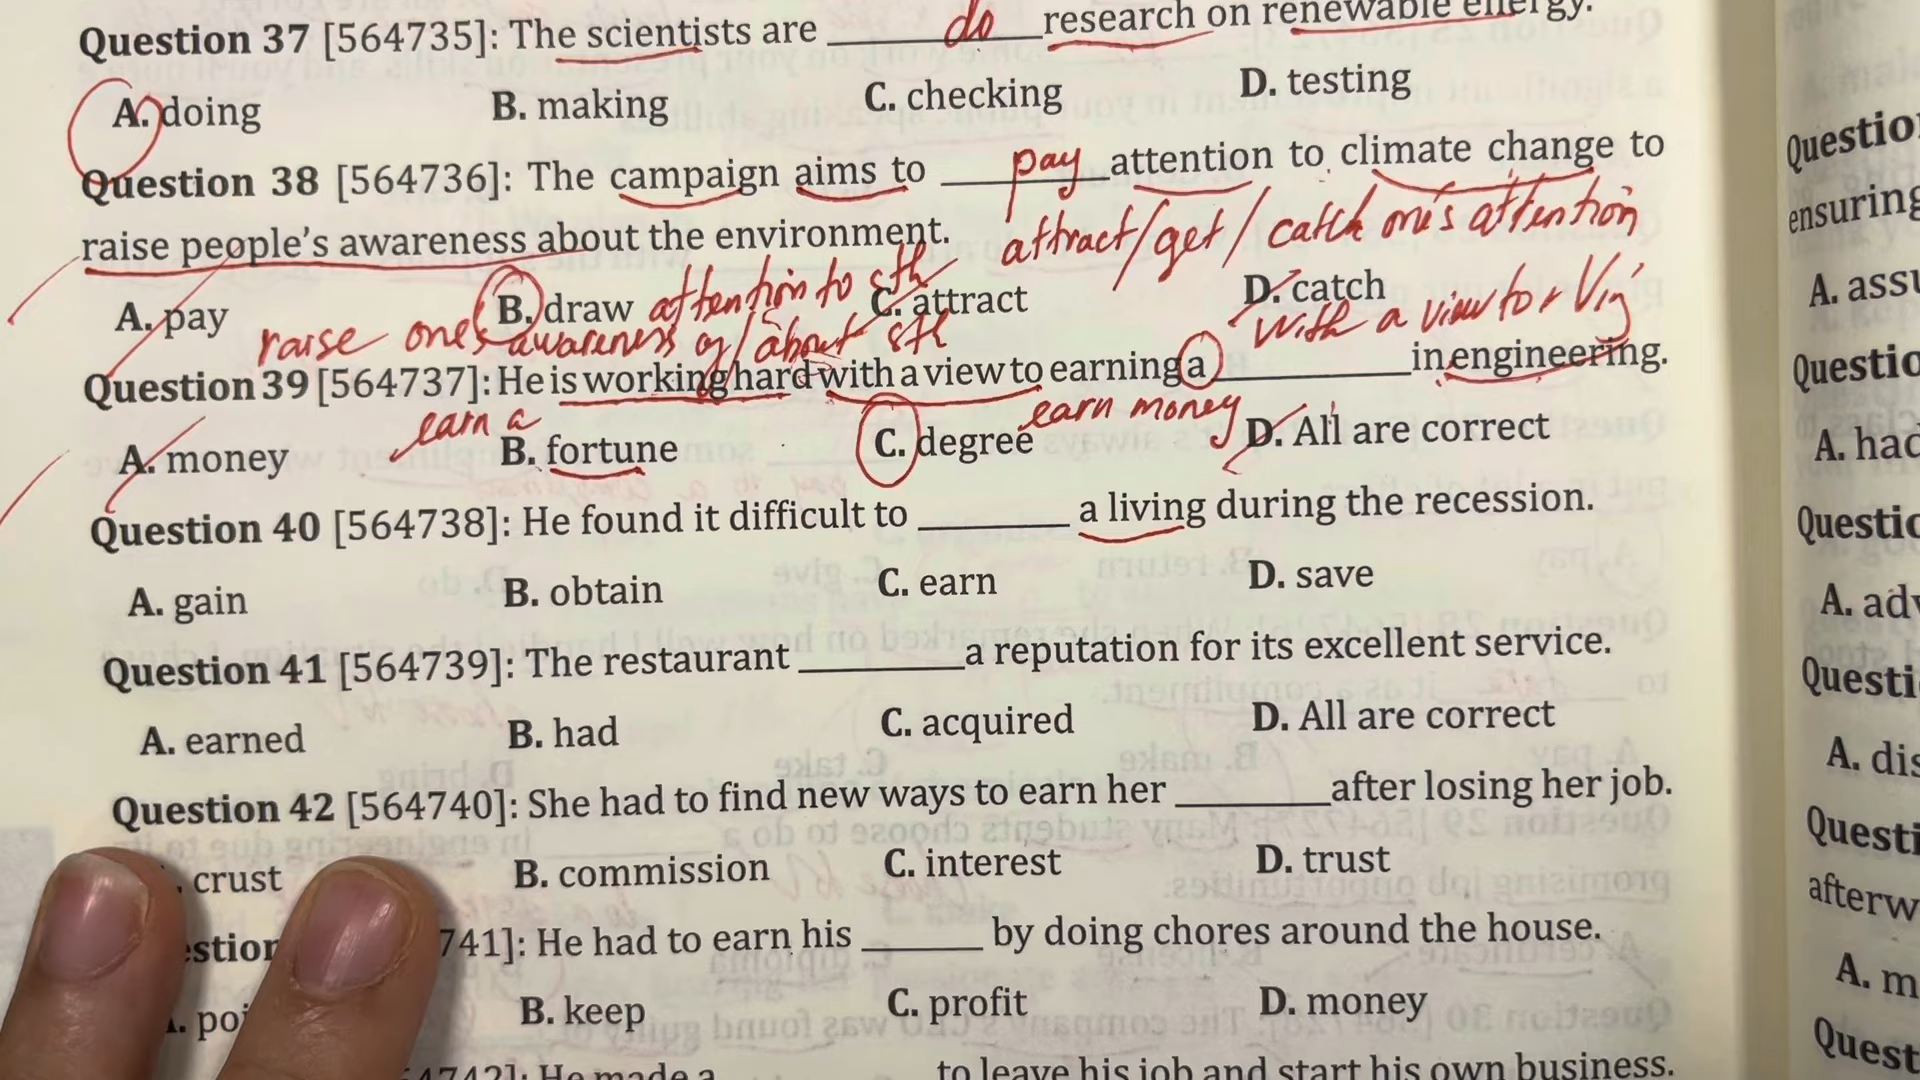 Question 37 [564735]: The scientists are do research on renewable energy.
A. doing B. making C. checking D. testing
Question 38 [564736]: The campaign aims to pay attention to climate change to
raise people's awareness about the environment.
attract/get/catch one's attention
A. pay B. draw attention to sth C. attract D. catch
raise one's awareness of/about sth
with a view to + Ving
Question 39 [564737]: He is working hard with a view to earning a in engineering.
earn a
earn money
A. money B. fortune C. degree D. All are correct
Question 40 [564738]: He found it difficult to a living during the recession.
A. gain B. obtain C. earn D. save
Question 41 [564739]: The restaurant a reputation for its excellent service.
A. earned B. had C. acquired D. All are correct
Question 42 [564740]: She had to find new ways to earn her after losing her job.
crust B. commission C. interest D. trust
741]: He had to earn his by doing chores around the house.
B. keep C. profit D. money
He made a to leave his job and start his own business.
ensuring
A. had